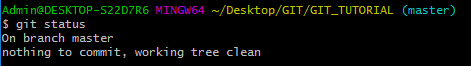 Admin@DESKTOP-S22D7R6 MINGW64 ~/Desktop/GIT/GIT_TUTORIAL (master)
$ git status
On branch master
nothing to commit, working tree clean